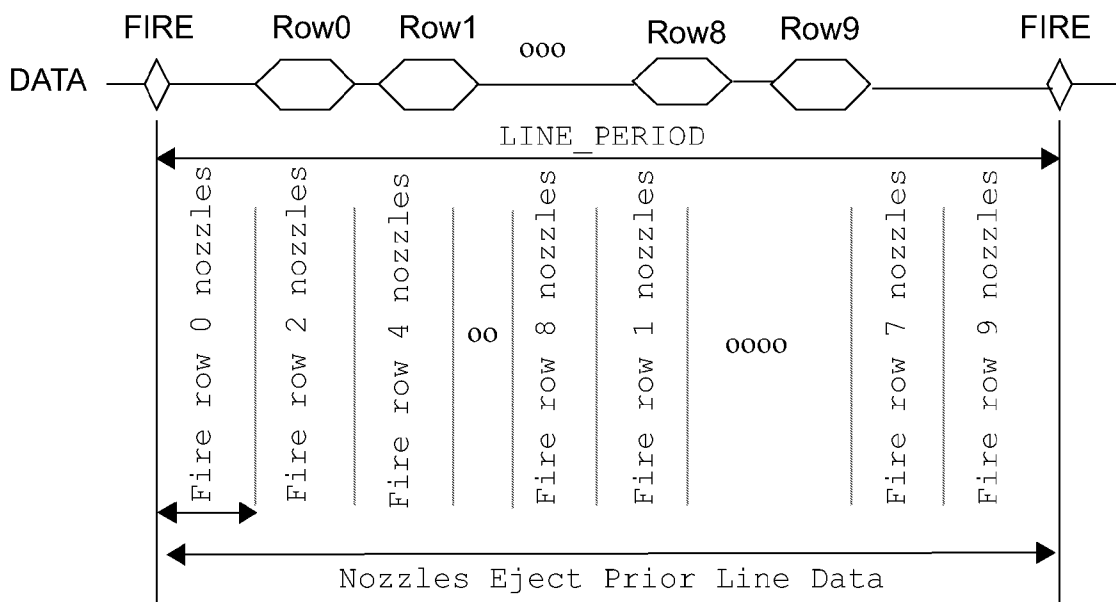 FIRE Row0 Row1 ooo Row8 Row9 FIRE
DATA
LINE_PERIOD
Fire row 0 nozzles
Fire row 2 nozzles
Fire row 4 nozzles
oo
Fire row 8 nozzles
Fire row 1 nozzles
oooo
Fire row 7 nozzles
Fire row 9 nozzles
Nozzles Eject Prior Line Data